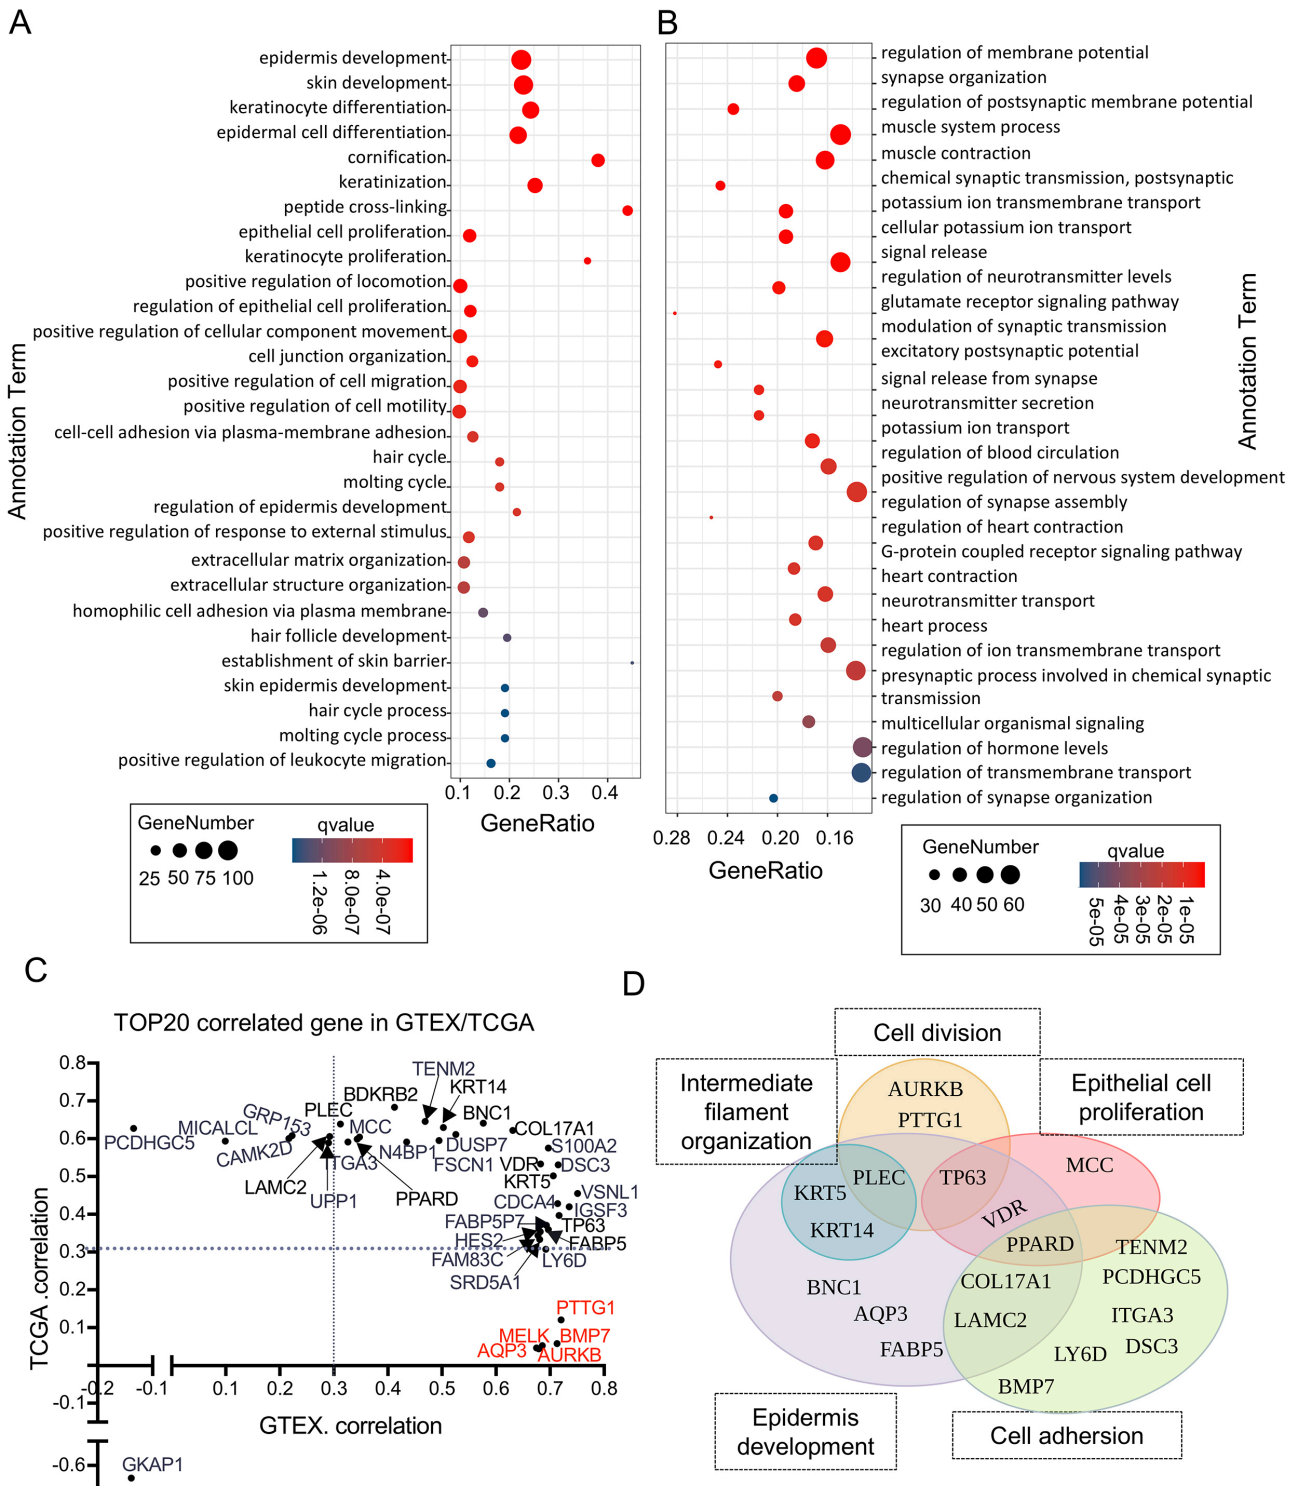 A
epidermis development
skin development
keratinocyte differentiation
epidermal cell differentiation
cornification
keratinization
peptide cross-linking
epithelial cell proliferation
keratinocyte proliferation
positive regulation of locomotion
regulation of epithelial cell proliferation
positive regulation of cellular component movement
cell junction organization
positive regulation of cell migration
positive regulation of cell motility
cell-cell adhesion via plasma-membrane adhesion
hair cycle
molting cycle
regulation of epidermis development
positive regulation of response to external stimulus
extracellular matrix organization
extracellular structure organization
homophilic cell adhesion via plasma membrane
hair follicle development
establishment of skin barrier
skin epidermis development
hair cycle process
molting cycle process
positive regulation of leukocyte migration
Annotation Term
0.1 0.2 0.3 0.4
GeneRatio
GeneNumber
25 50 75 100
qvalue
1.2e-06
8.0e-07
4.0e-07
B
regulation of membrane potential
synapse organization
regulation of postsynaptic membrane potential
muscle system process
muscle contraction
chemical synaptic transmission, postsynaptic
potassium ion transmembrane transport
cellular potassium ion transport
signal release
regulation of neurotransmitter levels
glutamate receptor signaling pathway
modulation of synaptic transmission
excitatory postsynaptic potential
signal release from synapse
neurotransmitter secretion
potassium ion transport
regulation of blood circulation
positive regulation of nervous system development
regulation of synapse assembly
regulation of heart contraction
G-protein coupled receptor signaling pathway
heart contraction
neurotransmitter transport
heart process
regulation of ion transmembrane transport
presynaptic process involved in chemical synaptic
transmission
multicellular organismal signaling
regulation of hormone levels
regulation of transmembrane transport
regulation of synapse organization
Annotation Term
0.28 0.24 0.20 0.16
GeneRatio
GeneNumber
30 40 50 60
qvalue
5e-05
4e-05
3e-05
2e-05
1e-05
C
TOP20 correlated gene in GTEX/TCGA
TCGA .correlation
0.8
0.7
0.6
0.5
0.4
0.3
0.2
0.1
-0.1
-0.6
-0.2 -0.1 0.1 0.2 0.3 0.4 0.5 0.6 0.7 0.8
GTEX. correlation
TENM2
KRT14
BDKRB2
BNC1
PLEC
GRP153
MICALCL
MCC
COL17A1
PCDHGC5
CAMK2D
ITGA3
N4BP1
DUSP7
S100A2
FSCN1
VDR
DSC3
LAMC2
UPP1
PPARD
KRT5
CDCA4
VSNL1
IGSF3
FABP5P7
TP63
HES2
FABP5
FAM83C
LY6D
SRD5A1
PTTG1
MELK
BMP7
AQP3
AURKB
GKAP1
D
Cell division
Intermediate
filament
organization
Epithelial cell
proliferation
AURKB
PTTG1
MCC
PLEC
TP63
KRT5
VDR
KRT14
PPARD
TENM2
PCDHGC5
COL17A1
BNC1
AQP3
LAMC2
ITGA3
FABP5
LY6D
DSC3
BMP7
Epidermis
development
Cell adhersion